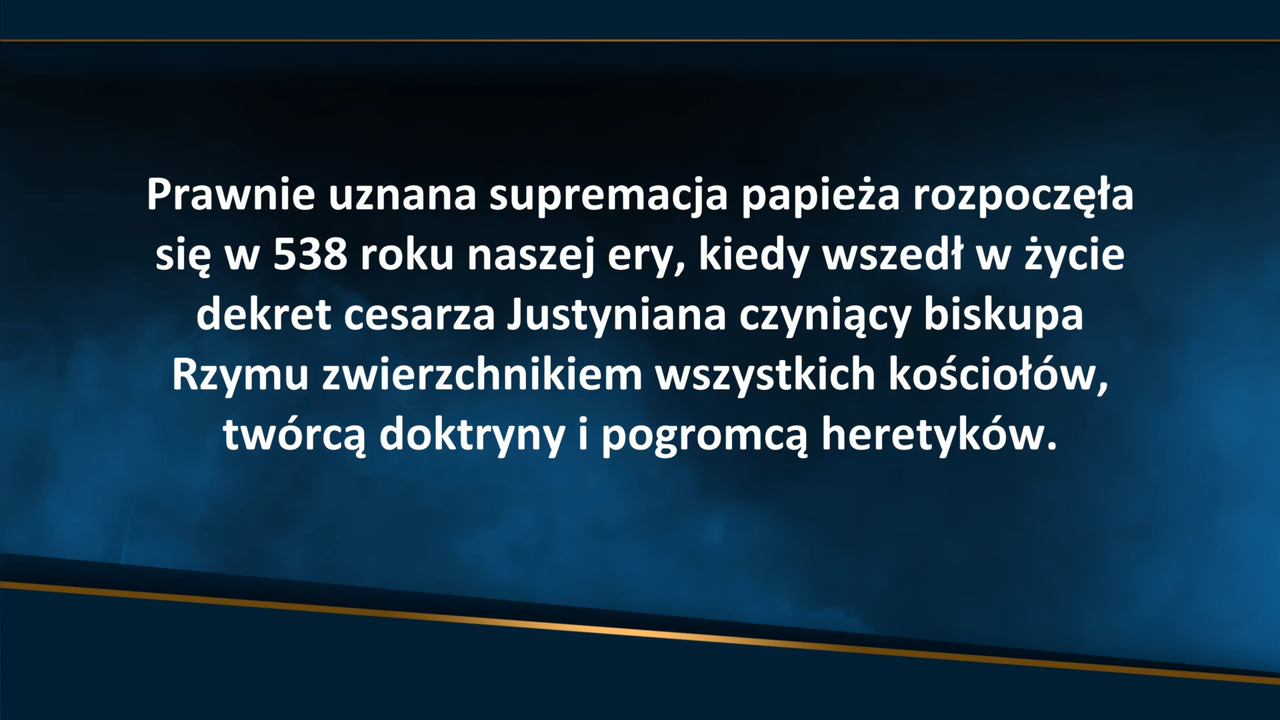 Prawnie uznana supremacja papieża rozpoczęła
się w 538 roku naszej ery, kiedy wszedł w życie
dekret cesarza Justyniana czyniący biskupa
Rzymu zwierzchnikiem wszystkich kościołów,
twórcą doktryny i pogromcą heretyków.